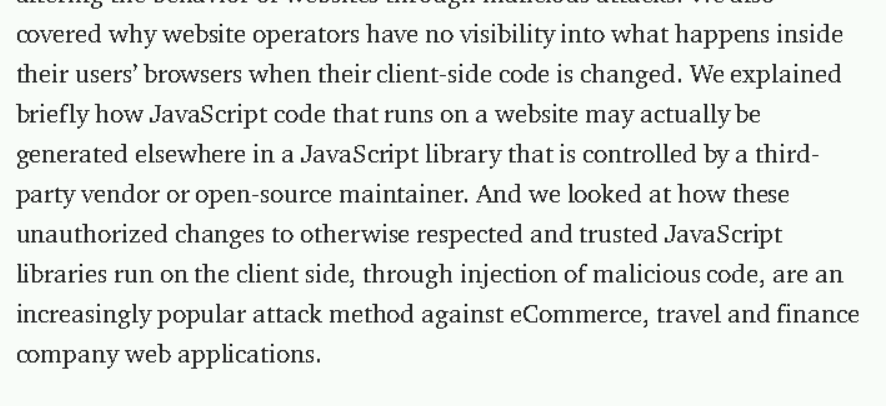 altering the behavior of websites through malicious attacks. We also
covered why website operators have no visibility into what happens inside
their users’ browsers when their client-side code is changed. We explained
briefly how JavaScript code that runs on a website may actually be
generated elsewhere in a JavaScript library that is controlled by a third-
party vendor or open-source maintainer. And we looked at how these
unauthorized changes to otherwise respected and trusted JavaScript
libraries run on the client side, through injection of malicious code, are an
increasingly popular attack method against eCommerce, travel and finance
company web applications.